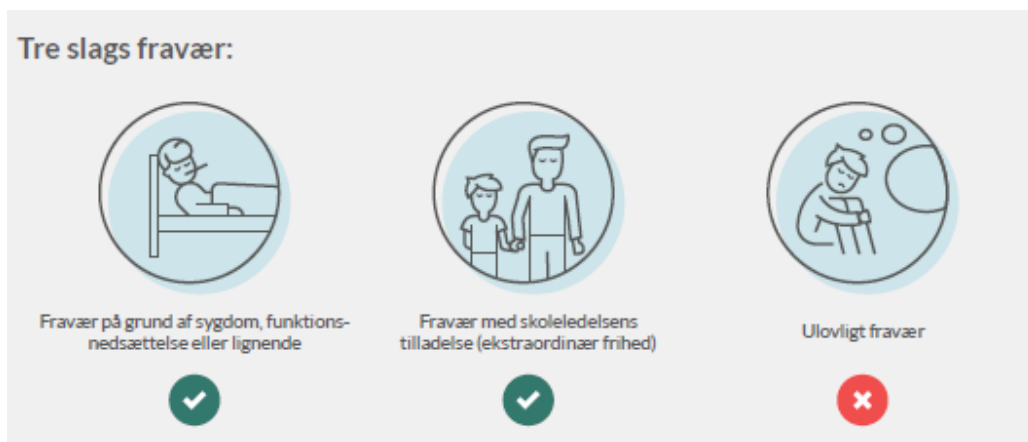 Tre slags fravær:
Fravær på grund af sygdom, funktions-
nedsættelse eller lignende
Fravær med skoleledelsens
tilladelse (ekstraordinær frihed)
Ulovligt fravær